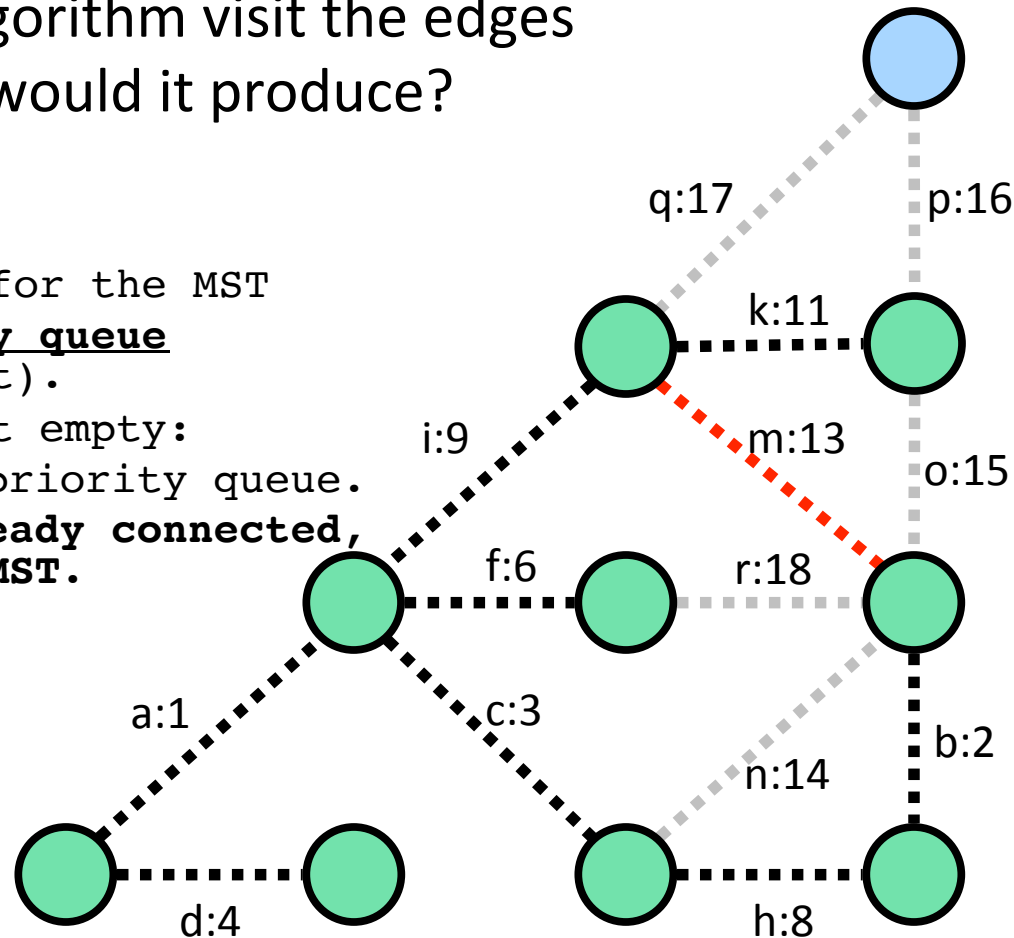 gorithm visit the edges
would it produce?
q:17
p:16
for the MST
y queue
t).
k:11
t empty:
i:9
m:13
priority queue.
o:15
eady connected,
MST.
f:6
r:18
a:1
c:3
b:2
n:14
d:4
h:8